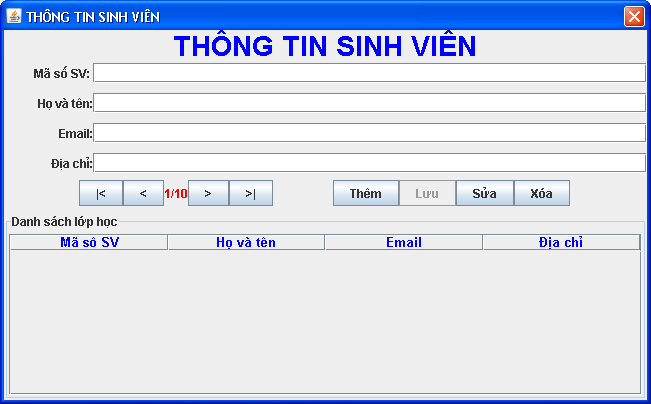 THÔNG TIN SINH VIÊN
THÔNG TIN SINH VIÊN
Mã số SV:
Họ và tên:
Email:
Địa chỉ:
|< < 1/10 > >| Thêm Lưu Sửa Xóa
Danh sách lớp học
Mã số SV Họ và tên Email Địa chỉ